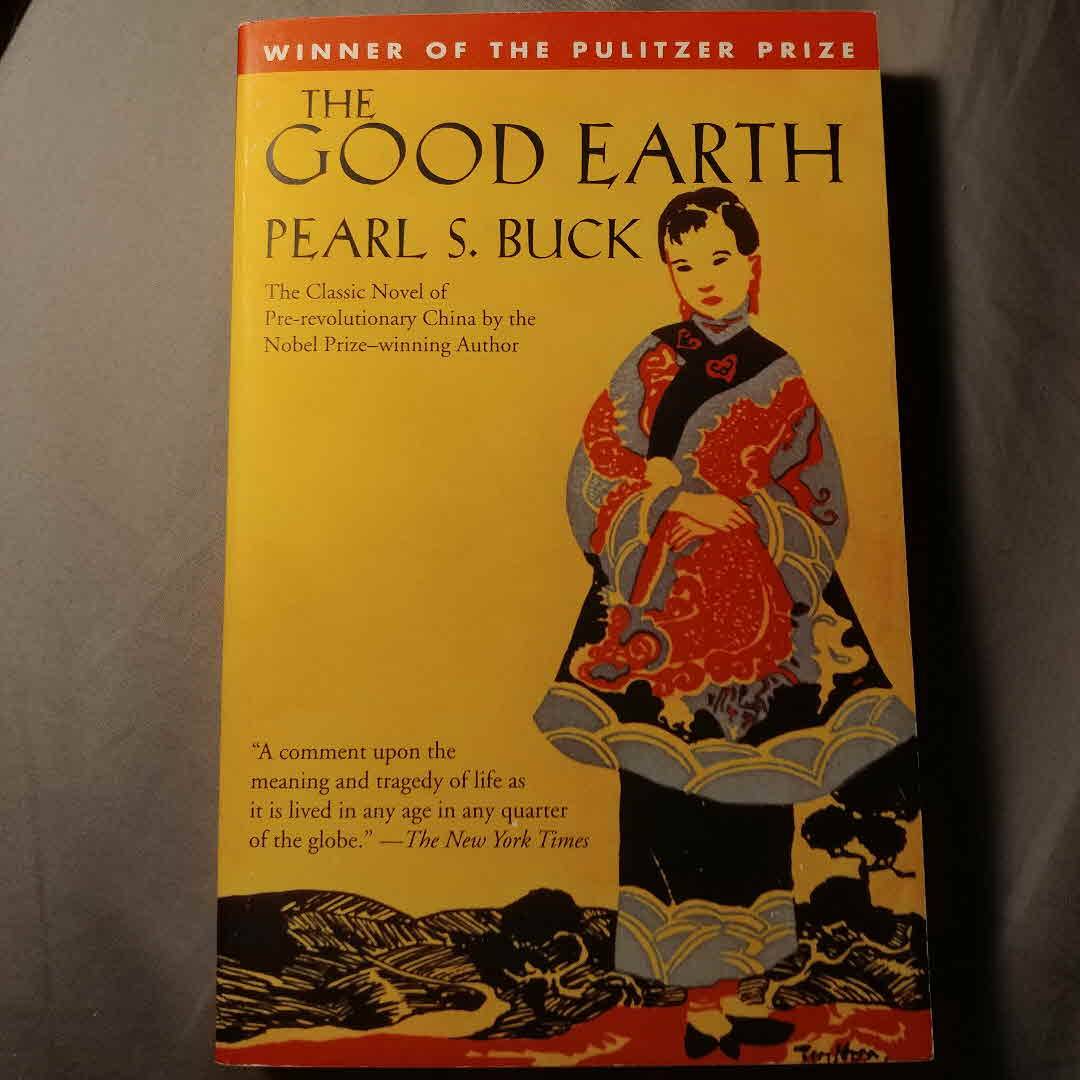 WINNER OF THE PULITZER PRIZE
THE
GOOD EARTH
PEARL S. BUCK
The Classic Novel of
Pre-revolutionary China by the
Nobel Prize–winning Author
“A comment upon the
meaning and tragedy of life as
it is lived in any age in any quarter
of the globe.” —The New York Times